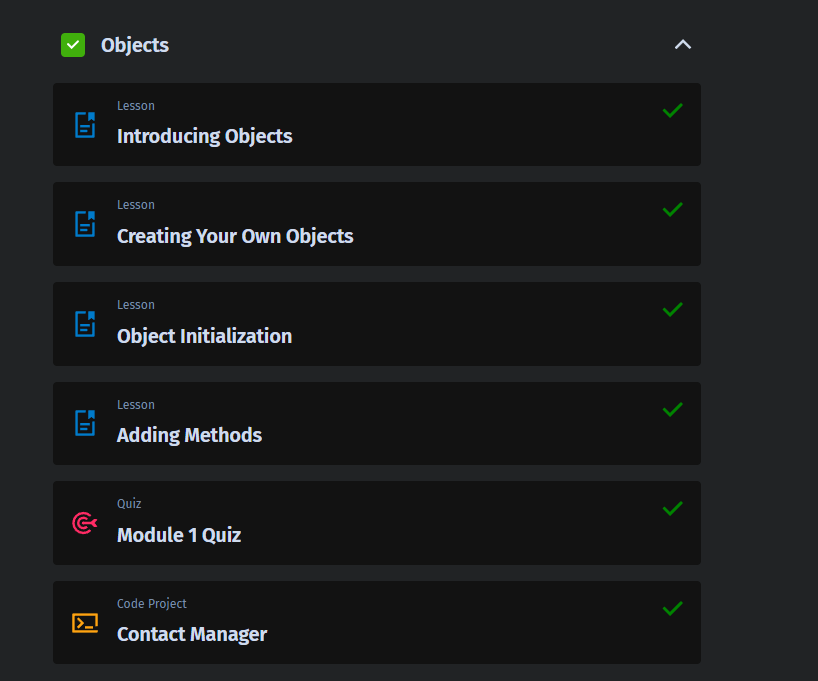 Objects
Lesson
Introducing Objects
Lesson
Creating Your Own Objects
Lesson
Object Initialization
Lesson
Adding Methods
Quiz
Module 1 Quiz
Code Project
Contact Manager